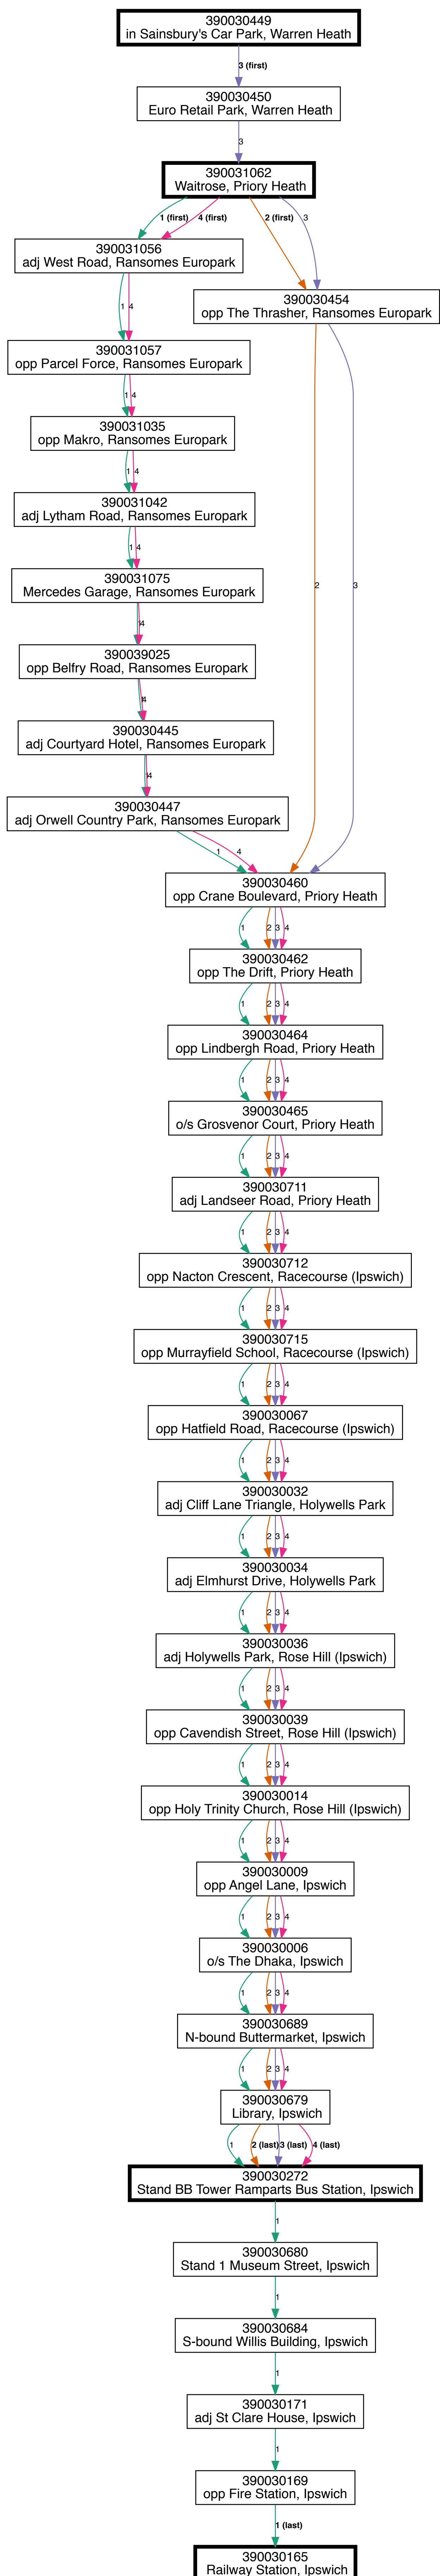 390030449
in Sainsbury's Car Park, Warren Heath
3 (first)
390030450
Euro Retail Park, Warren Heath
3
390031062
Waitrose, Priory Heath
1 (first)
4 (first)
2 (first)
3
390031056
adj West Road, Ransomes Europark
390030454
opp The Thrasher, Ransomes Europark
1
4
390031057
opp Parcel Force, Ransomes Europark
1
4
390031035
opp Makro, Ransomes Europark
1
4
390031042
adj Lytham Road, Ransomes Europark
1
4
390031075
Mercedes Garage, Ransomes Europark
2
3
1
4
390039025
opp Belfry Road, Ransomes Europark
1
4
390030445
adj Courtyard Hotel, Ransomes Europark
1
4
390030447
adj Orwell Country Park, Ransomes Europark
1
4
390030460
opp Crane Boulevard, Priory Heath
1
2
3
4
390030462
opp The Drift, Priory Heath
1
2
3
4
390030464
opp Lindbergh Road, Priory Heath
1
2
3
4
390030465
o/s Grosvenor Court, Priory Heath
1
2
3
4
390030711
adj Landseer Road, Priory Heath
1
2
3
4
390030712
opp Nacton Crescent, Racecourse (Ipswich)
1
2
3
4
390030715
opp Murrayfield School, Racecourse (Ipswich)
1
2
3
4
390030067
opp Hatfield Road, Racecourse (Ipswich)
1
2
3
4
390030032
adj Cliff Lane Triangle, Holywells Park
1
2
3
4
390030034
adj Elmhurst Drive, Holywells Park
1
2
3
4
390030036
adj Holywells Park, Rose Hill (Ipswich)
1
2
3
4
390030039
opp Cavendish Street, Rose Hill (Ipswich)
1
2
3
4
390030014
opp Holy Trinity Church, Rose Hill (Ipswich)
1
2
3
4
390030009
opp Angel Lane, Ipswich
1
2
3
4
390030006
o/s The Dhaka, Ipswich
1
2
3
4
390030689
N-bound Buttermarket, Ipswich
1
2
3
4
390030679
Library, Ipswich
1
2 (last)
3 (last)
4 (last)
390030272
Stand BB Tower Ramparts Bus Station, Ipswich
1
390030680
Stand 1 Museum Street, Ipswich
1
390030684
S-bound Willis Building, Ipswich
1
390030171
adj St Clare House, Ipswich
1
390030169
opp Fire Station, Ipswich
1 (last)
390030165
Railway Station, Ipswich